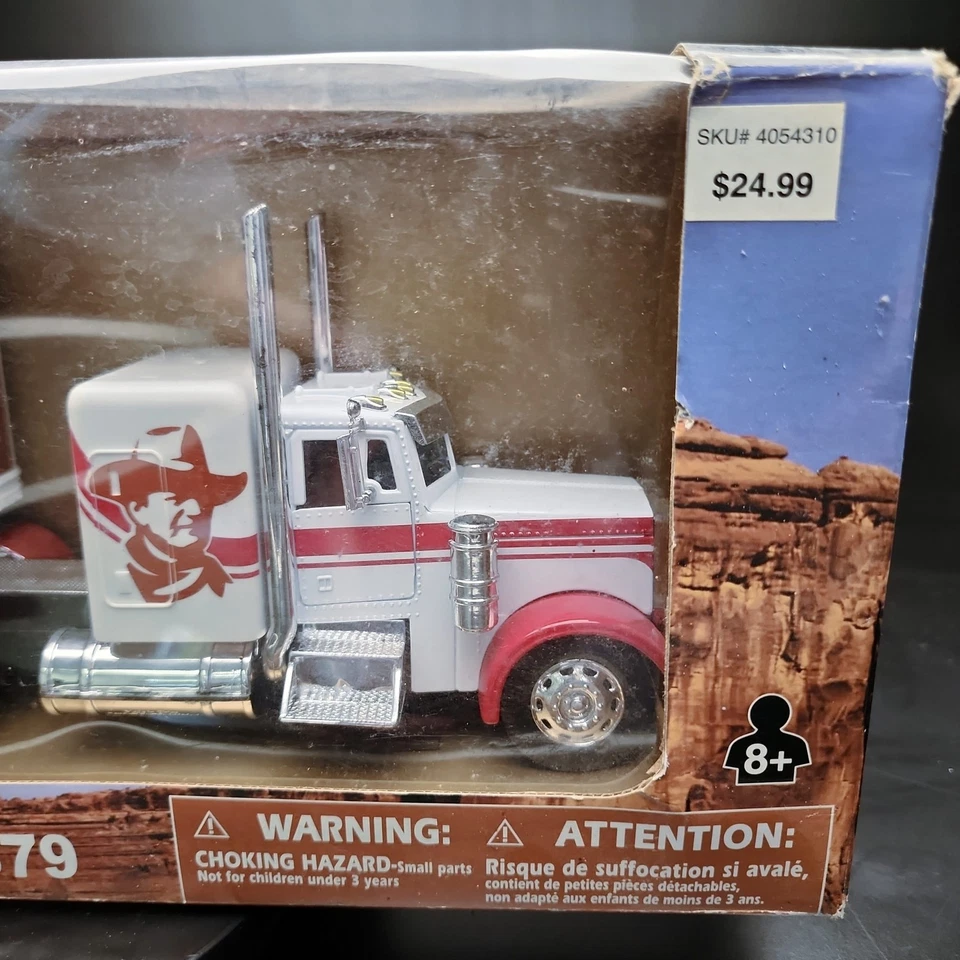 SKU# 4054310
$24.99
8+
79
WARNING:
CHOKING HAZARD-Small parts
Not for children under 3 years
ATTENTION:
Risque de suffocation si avalé,
contient de petites pièces détachables,
non adapté aux enfants de moins de 3 ans.